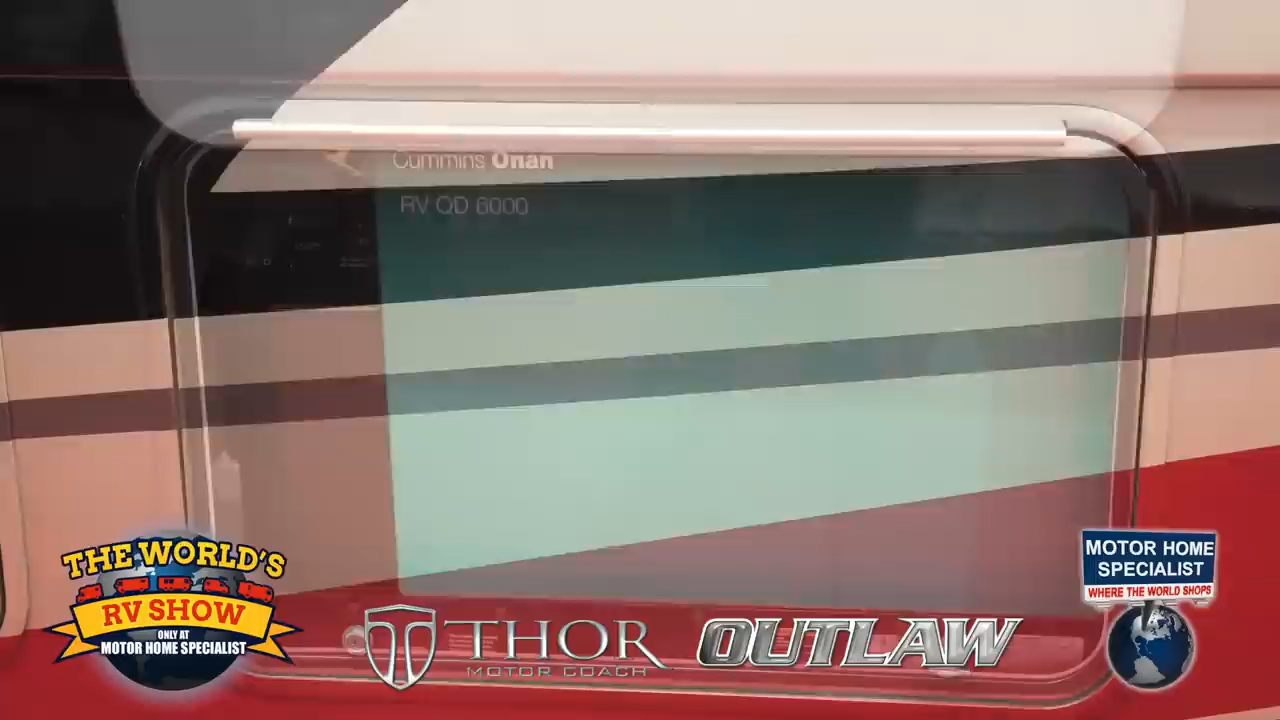 Cummins Onan
RV QD 6000
THE WORLD'S
RV SHOW
ONLY AT
MOTOR HOME SPECIALIST
THOR
MOTOR COACH
OUTLAW
MOTOR HOME
SPECIALIST
WHERE THE WORLD SHOPS